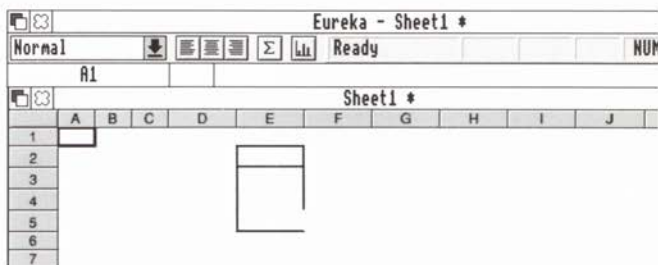 Eureka - Sheet1 *
Normal Σ Ready NUM
A1
Sheet1 *
A B C D E F G H I J
1
2
3
4
5
6
7